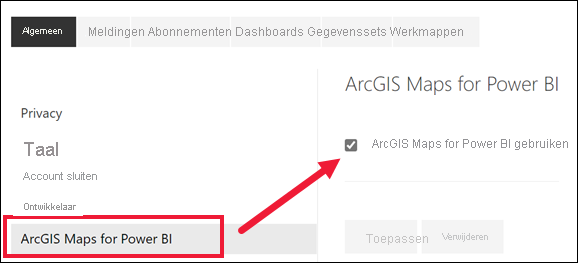 Algemeen Meldingen Abonnementen Dashboards Gegevenssets Werkmappen
Privacy
Taal
Account sluiten
Ontwikkelaar
ArcGIS Maps for Power BI
ArcGIS Maps for Power BI
ArcGIS Maps for Power BI gebruiken
Toepassen Verwijderen